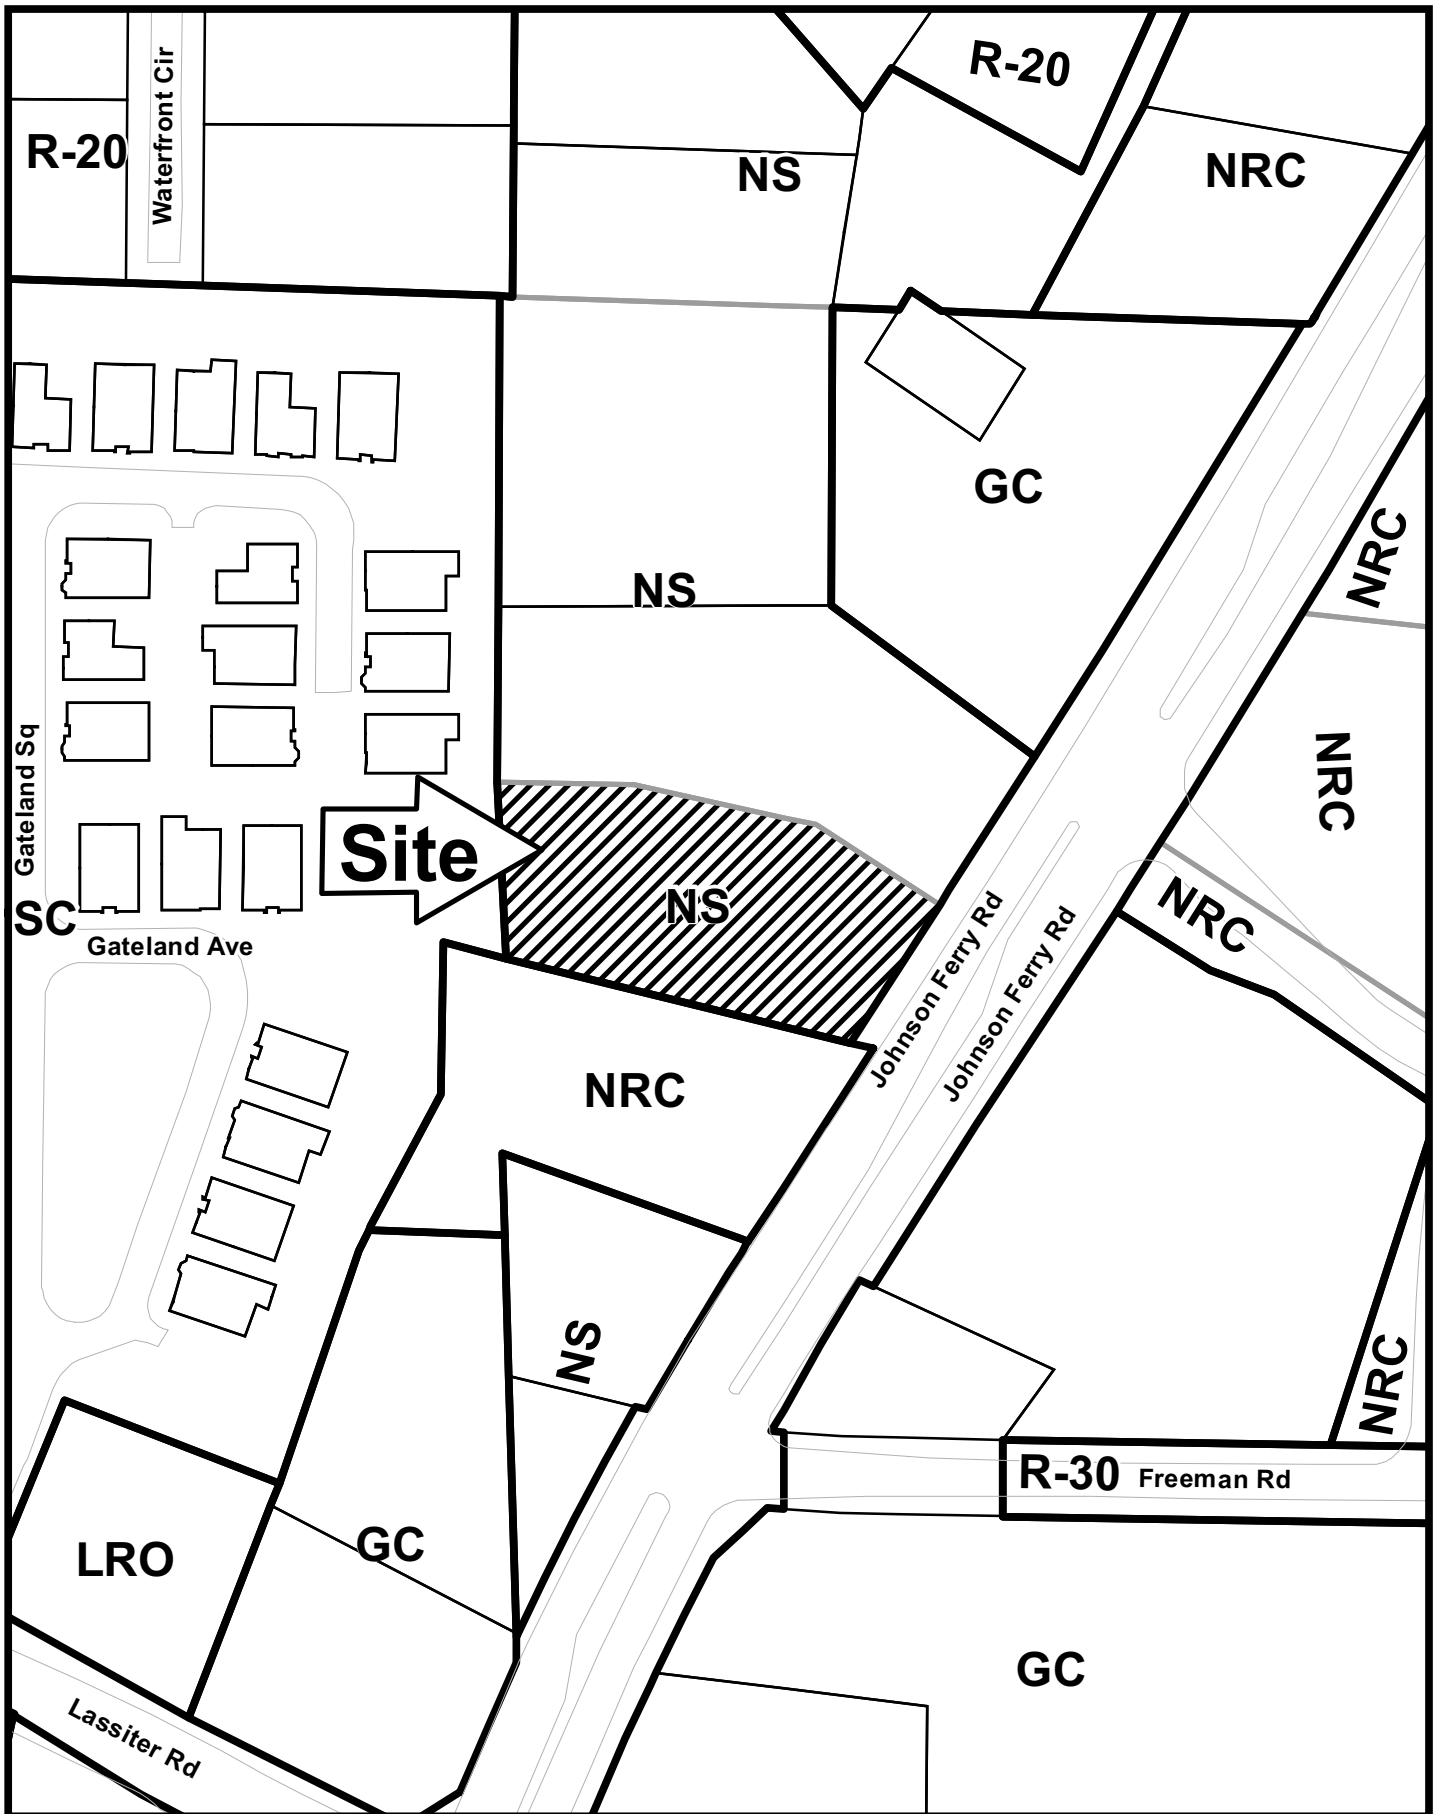 R-20
Waterfront Cir
R-20
NS
NRC
GC
NRC
NS
NRC
Gateland Sq
Site
NS
NRC
SC
Gateland Ave
Johnson Ferry Rd
Johnson Ferry Rd
NRC
NS
NRC
R-30
Freeman Rd
LRO
GC
GC
Lassiter Rd